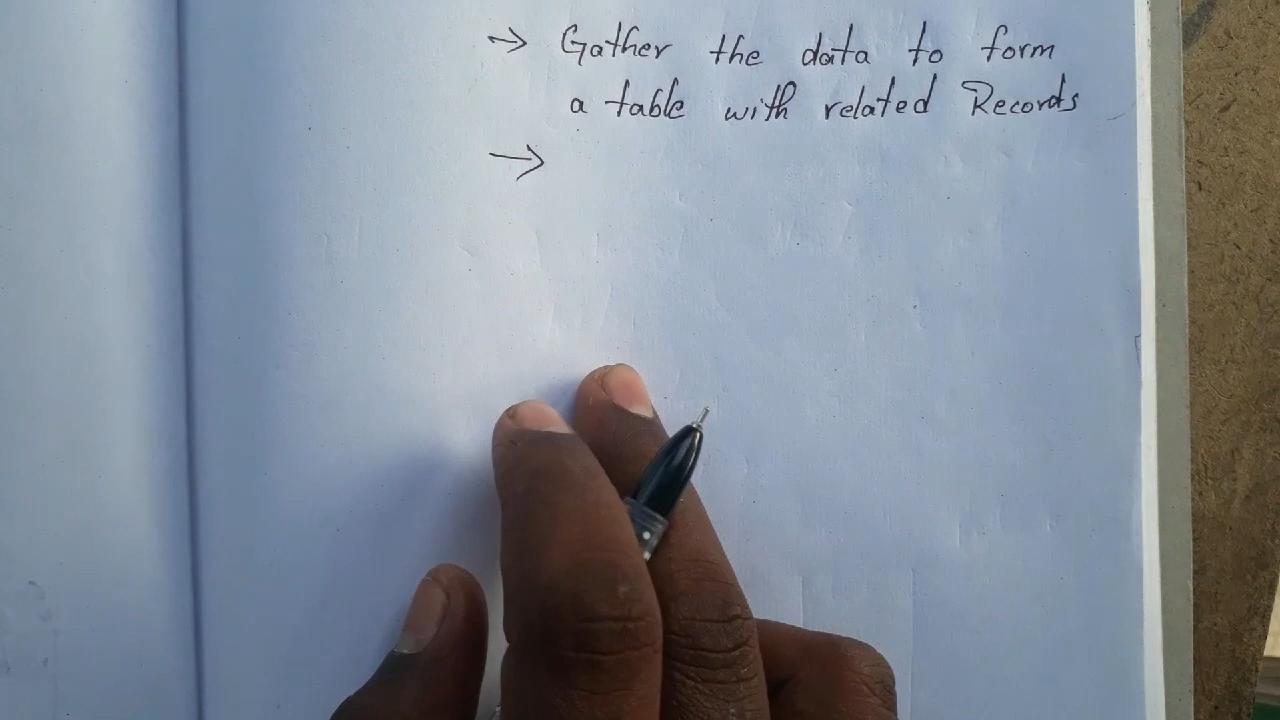 → Gather the data to form
a table with related Records
→